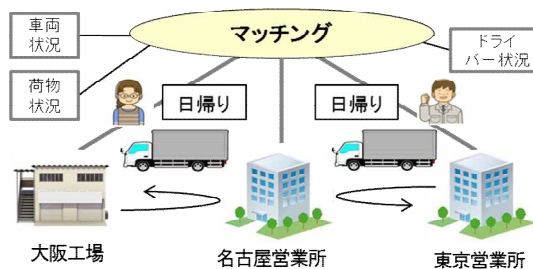 車両
状況
マッチング
ドライ
バー状況
荷物
状況
日帰り
日帰り
大阪工場
名古屋営業所
東京営業所